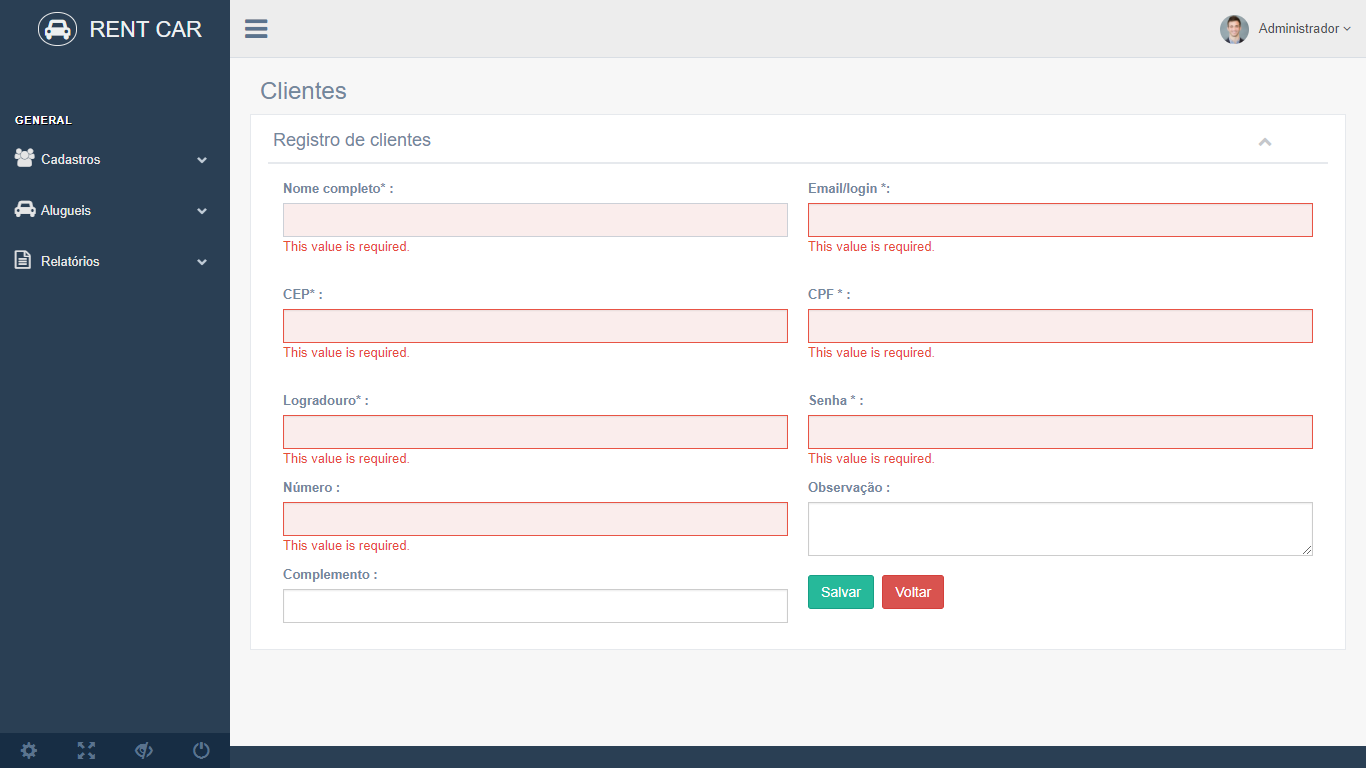 RENT CAR
Administrador
GENERAL
Cadastros
Alugueis
Relatórios
Clientes
Registro de clientes
Nome completo* :
This value is required.
Email/login *:
This value is required.
CEP* :
This value is required.
CPF * :
This value is required.
Logradouro* :
This value is required.
Senha * :
This value is required.
Número :
This value is required.
Observação :
Complemento :
Salvar
Voltar